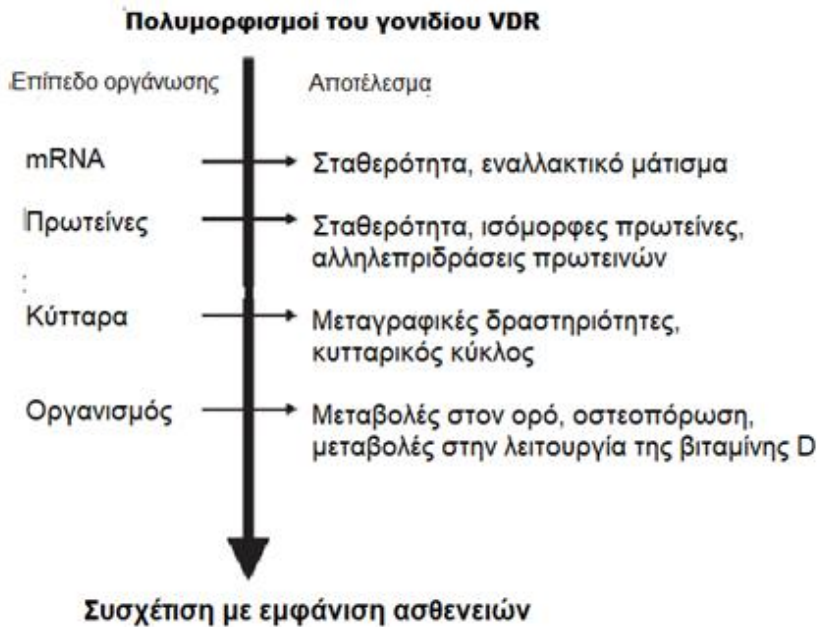 Πολυμορφισμοί του γονιδίου VDR
Επίπεδο οργάνωσης Αποτέλεσμα
mRNA Σταθερότητα, εναλλακτικό μάτισμα
Πρωτείνες Σταθερότητα, ισόμορφες πρωτείνες,
αλληλεπριδράσεις πρωτεινών
Κύτταρα Μεταγραφικές δραστηριότητες,
κυτταρικός κύκλος
Οργανισμός Μεταβολές στον ορό, οστεοπόρωση,
μεταβολές στην λειτουργία της βιταμίνης D
Συσχέτιση με εμφάνιση ασθενειών